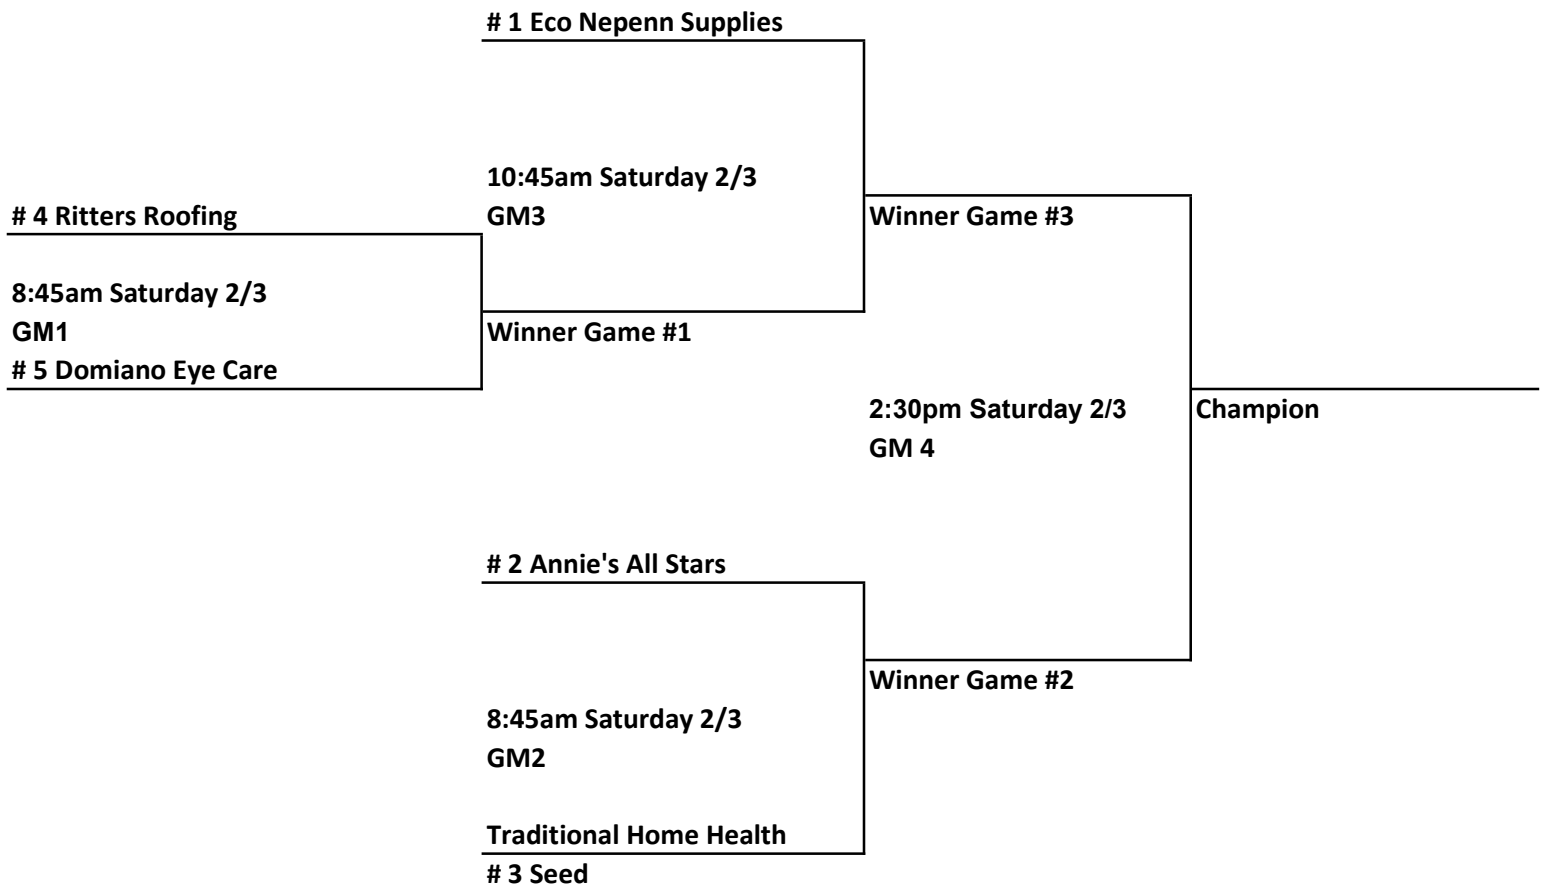 # 1 Eco Nepenn Supplies
10:45am Saturday 2/3
# 4 Ritters Roofing
GM3
Winner Game #3
8:45am Saturday 2/3
GM1
Winner Game #1
# 5 Domiano Eye Care
2:30pm Saturday 2/3
Champion
GM 4
# 2 Annie's All Stars
Winner Game #2
8:45am Saturday 2/3
GM2
Traditional Home Health
# 3 Seed